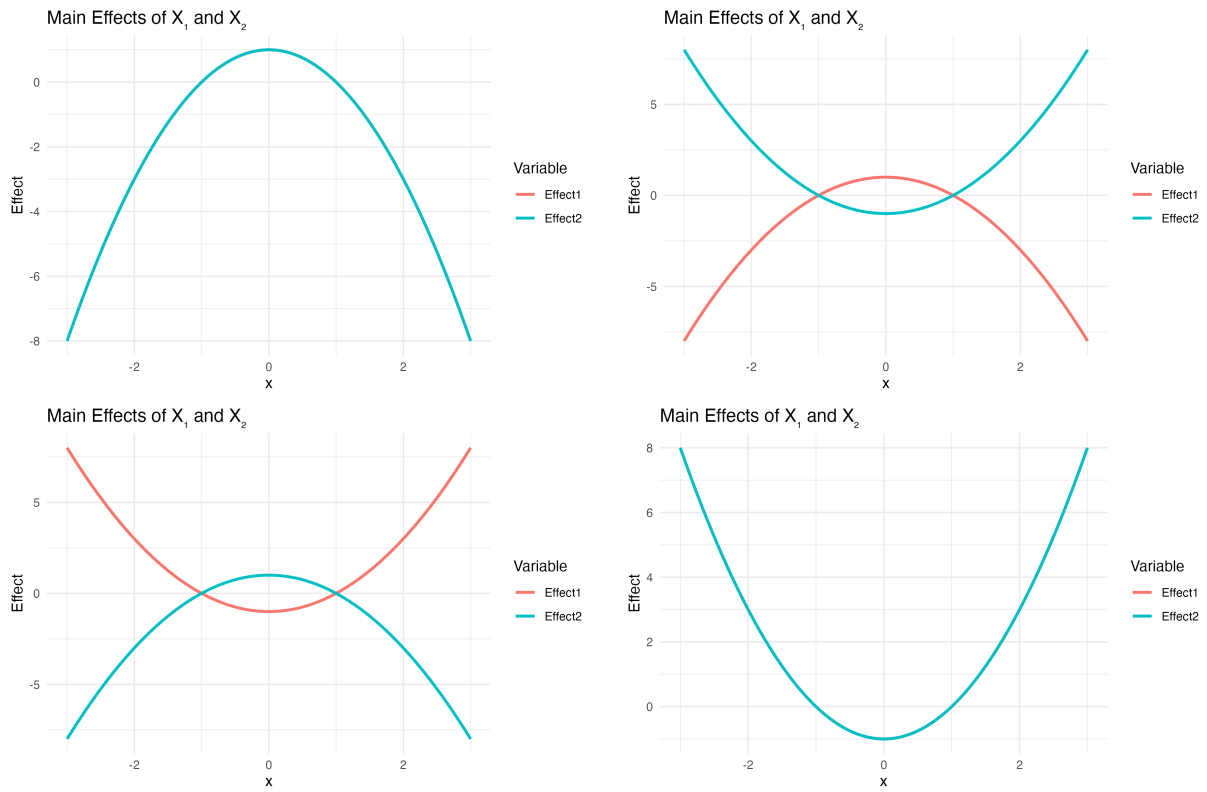 Main Effects of X₁ and X₂
Effect
0
-2
-4
-6
-8
-2 0 2
x
Variable
Effect1
Effect2
Main Effects of X₁ and X₂
Effect
5
0
-5
-2 0 2
x
Variable
Effect1
Effect2
Main Effects of X₁ and X₂
Effect
5
0
-5
-2 0 2
x
Variable
Effect1
Effect2
Main Effects of X₁ and X₂
Effect
8
6
4
2
0
-2 0 2
x
Variable
Effect1
Effect2